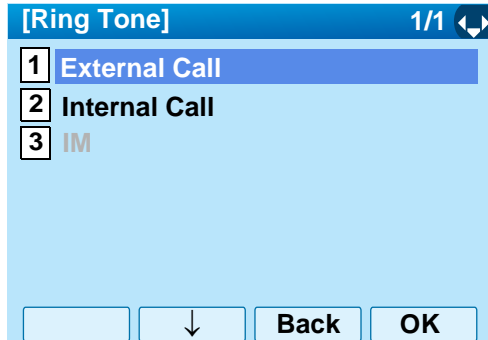 [Ring Tone] 1/1
1 External Call
2 Internal Call
3 IM
↓ Back OK